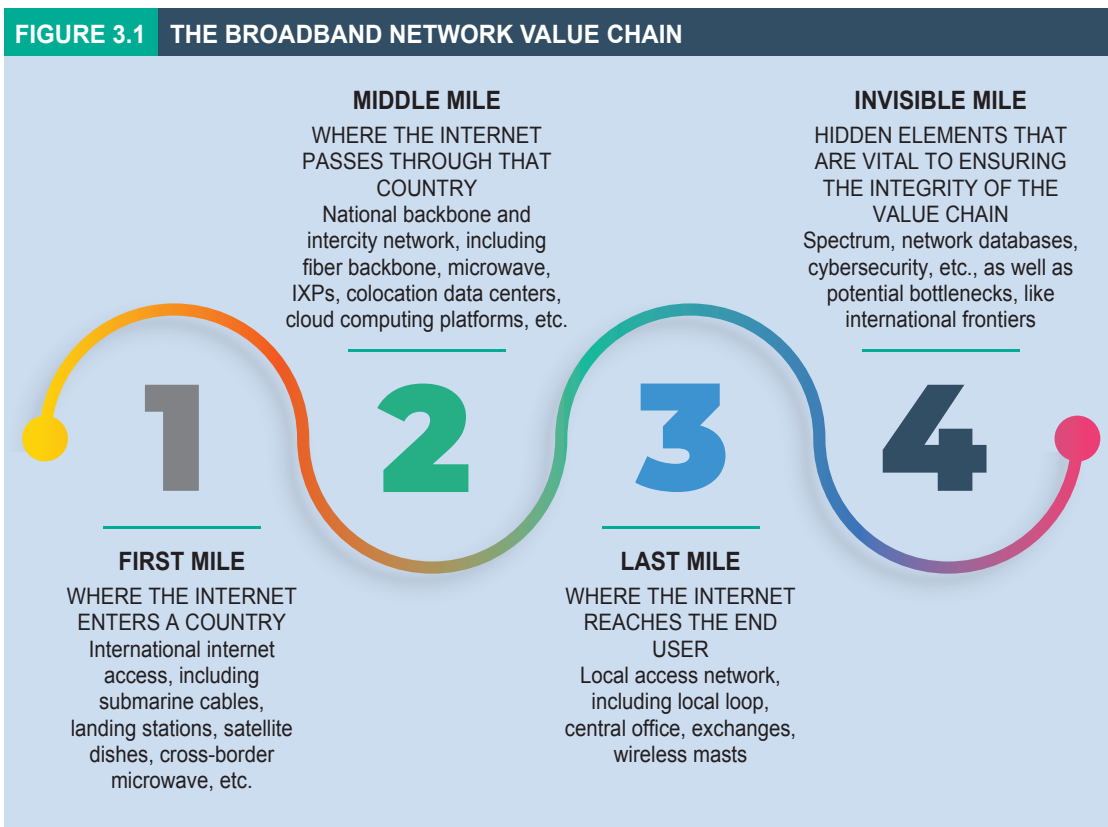 FIGURE 3.1 THE BROADBAND NETWORK VALUE CHAIN
1
FIRST MILE
WHERE THE INTERNET
ENTERS A COUNTRY
International internet
access, including
submarine cables,
landing stations, satellite
dishes, cross-border
microwave, etc.
MIDDLE MILE
WHERE THE INTERNET
PASSES THROUGH THAT
COUNTRY
National backbone and
intercity network, including
fiber backbone, microwave,
IXPs, colocation data centers,
cloud computing platforms, etc.
2
3
LAST MILE
WHERE THE INTERNET
REACHES THE END
USER
Local access network,
including local loop,
central office, exchanges,
wireless masts
INVISIBLE MILE
HIDDEN ELEMENTS THAT
ARE VITAL TO ENSURING
THE INTEGRITY OF THE
VALUE CHAIN
Spectrum, network databases,
cybersecurity, etc., as well as
potential bottlenecks, like
international frontiers
4